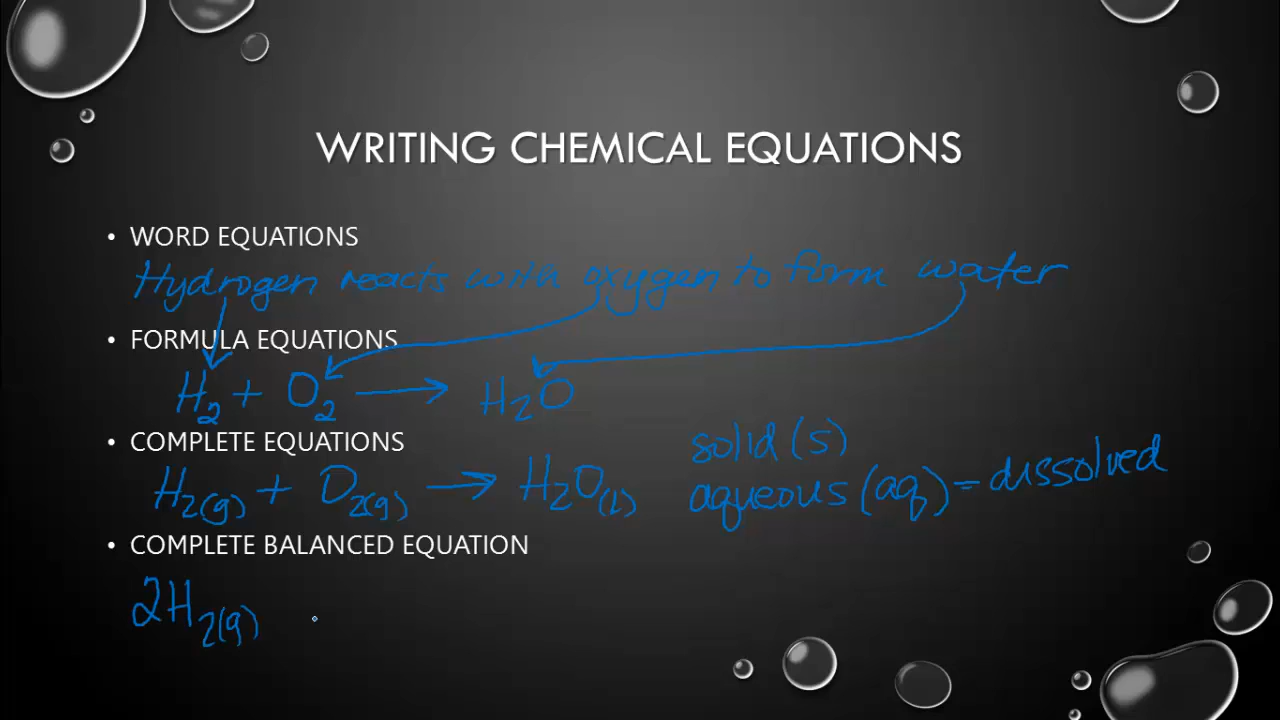 WRITING CHEMICAL EQUATIONS
• WORD EQUATIONS
Hydrogen reacts with oxygen to form water
• FORMULA EQUATIONS
H₂ + O₂ → H₂O
• COMPLETE EQUATIONS
H₂(g) + O₂(g) → H₂O(l)
solid (s)
aqueous (aq) = dissolved
• COMPLETE BALANCED EQUATION
2H₂(g)